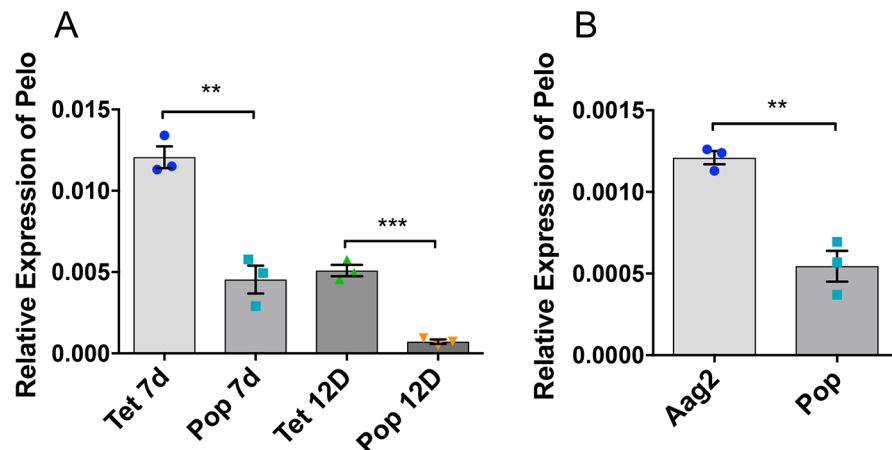 A
Relative Expression of Pelo
0.015
0.010
0.005
0.000
**
***
Tet 7d
Pop 7d
Tet 12D
Pop 12D
B
Relative Expression of Pelo
0.0015
0.0010
0.0005
0.0000
**
Aag2
Pop